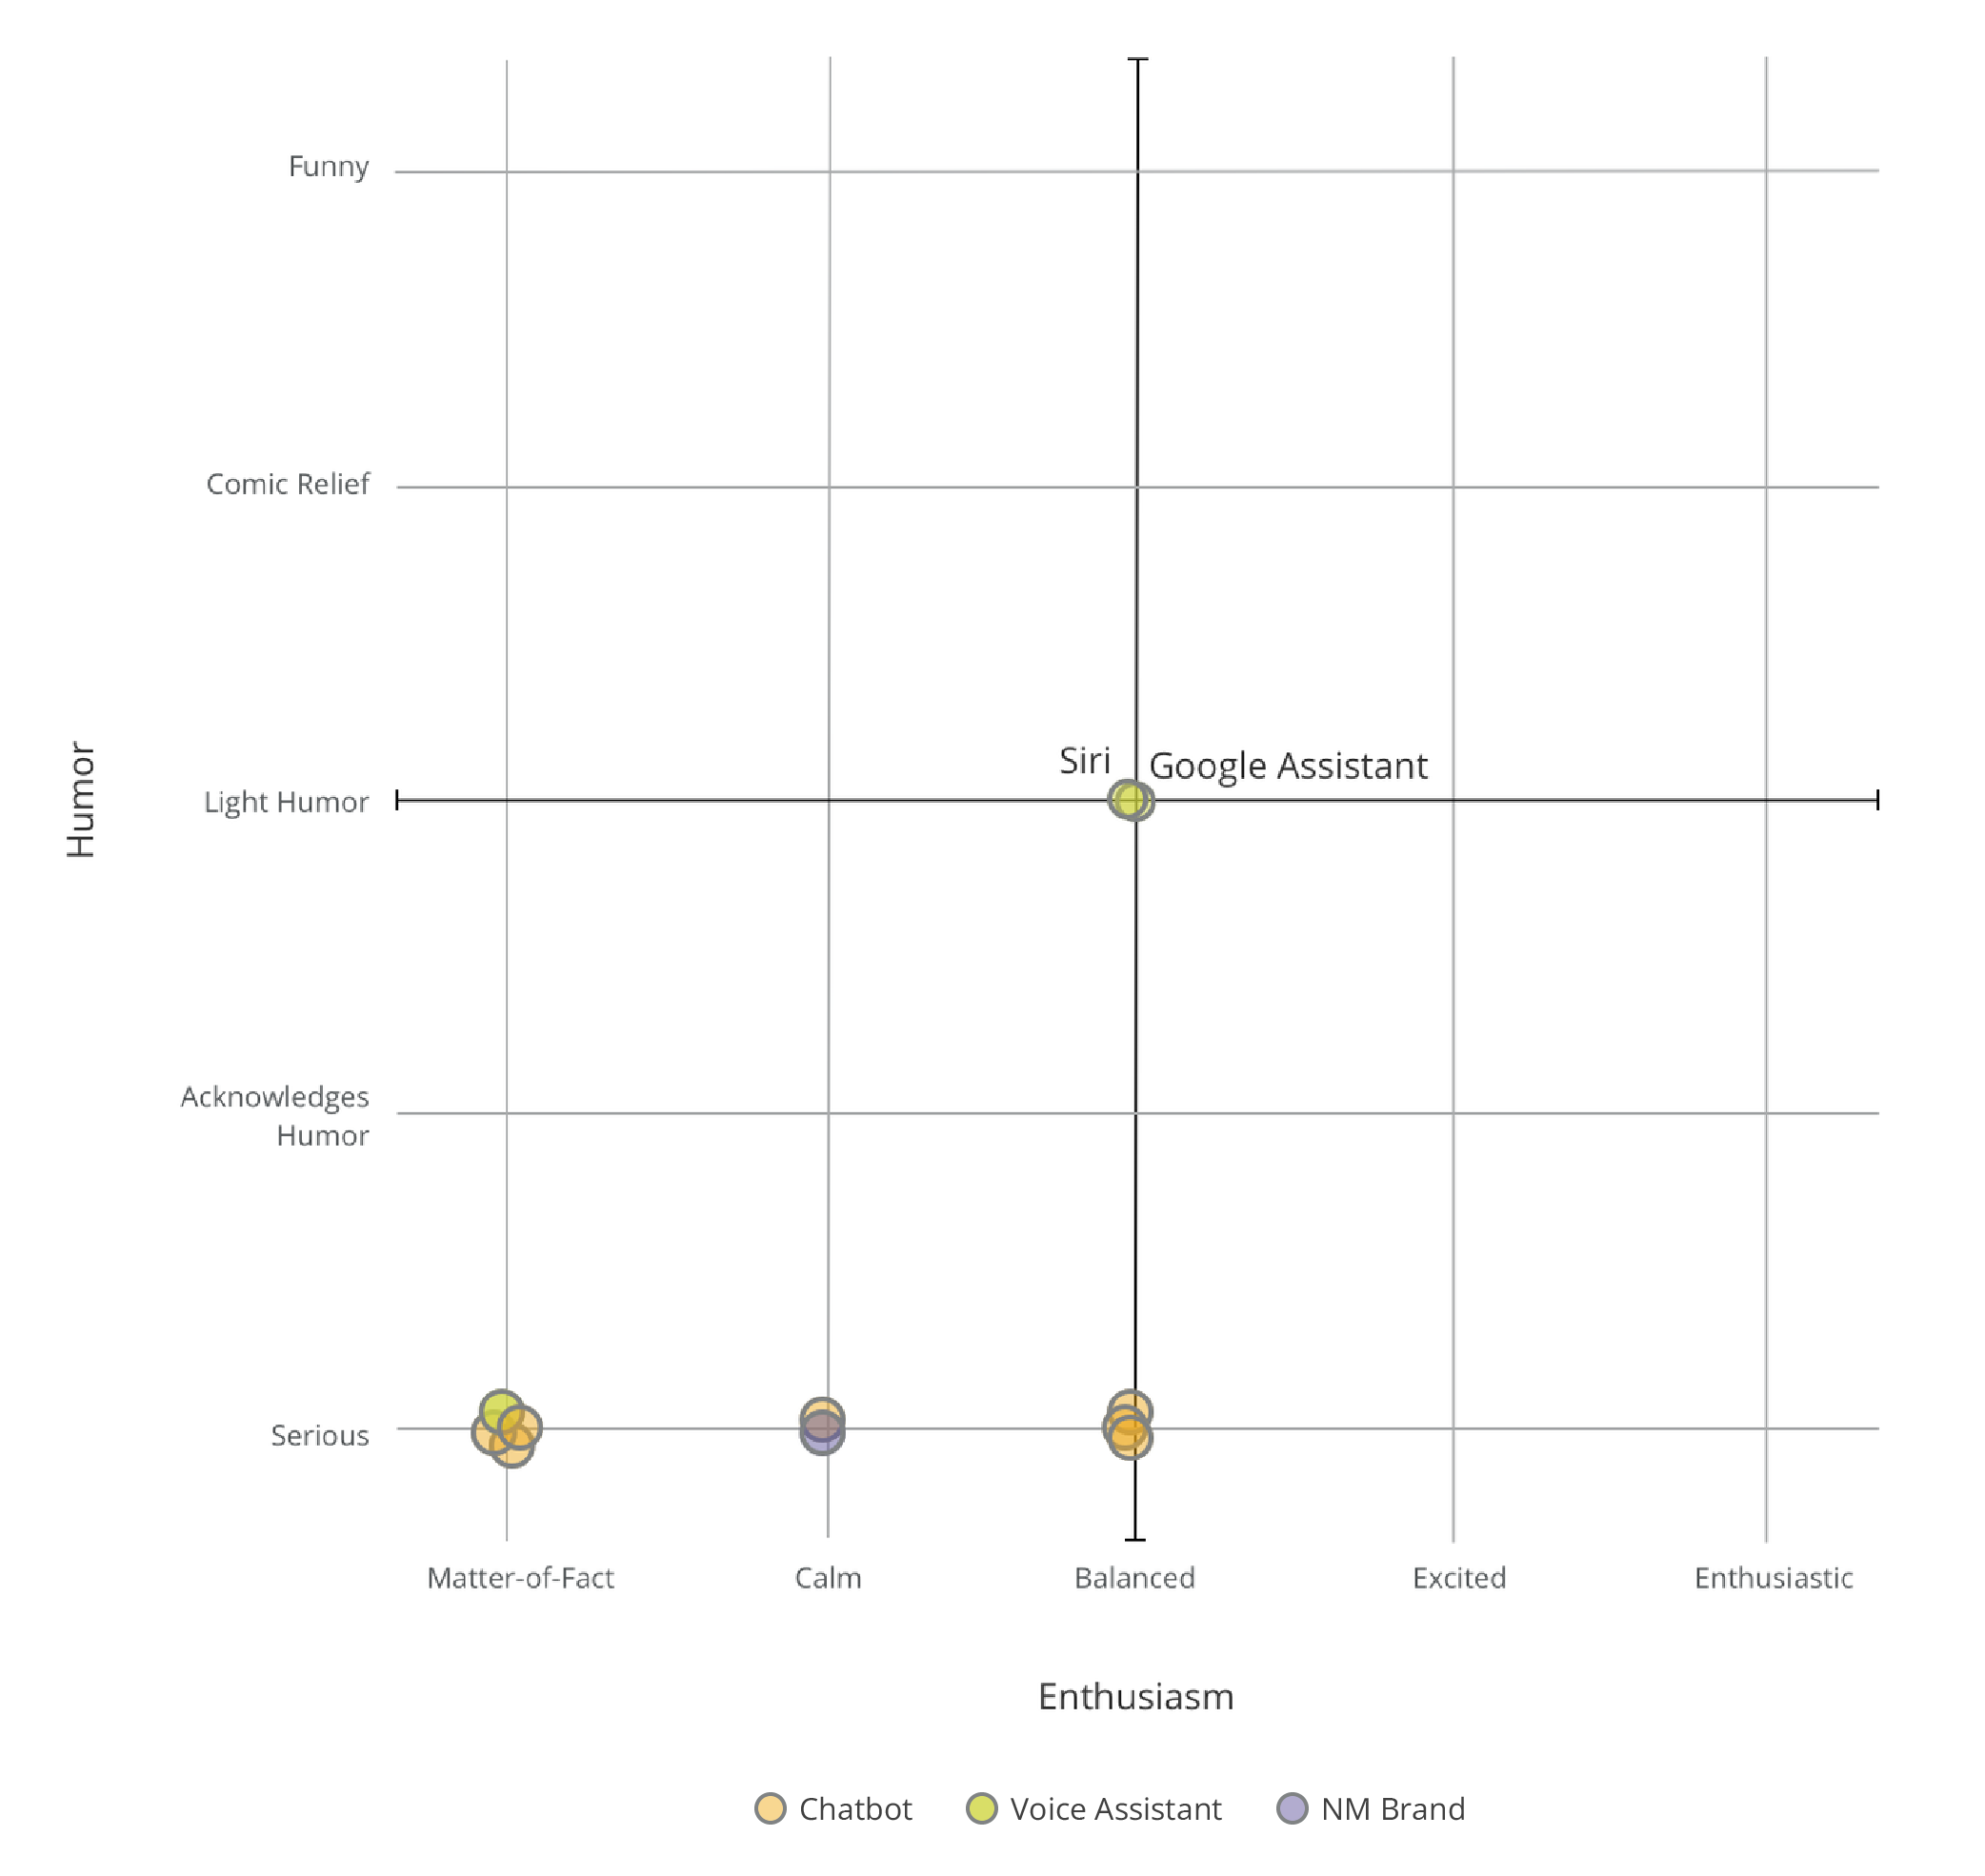 Funny
Comic Relief
Siri
Google Assistant
Humor
Light Humor
Acknowledges
Humor
Serious
Matter-of-Fact
Calm
Balanced
Excited
Enthusiastic
Enthusiasm
Chatbot
Voice Assistant
NM Brand